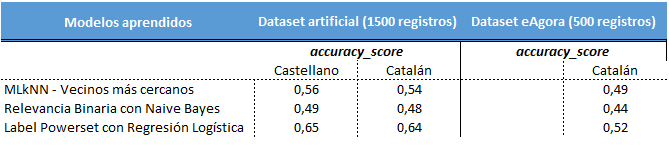 Modelos aprendidos Dataset artificial (1500 registros) Dataset eAgora (500 registros)
accuracy_score accuracy_score
Castellano Catalán Catalán
MLkNN - Vecinos más cercanos 0,56 0,54 0,49
Relevancia Binaria con Naive Bayes 0,49 0,48 0,44
Label Powerset con Regresión Logística 0,65 0,64 0,52